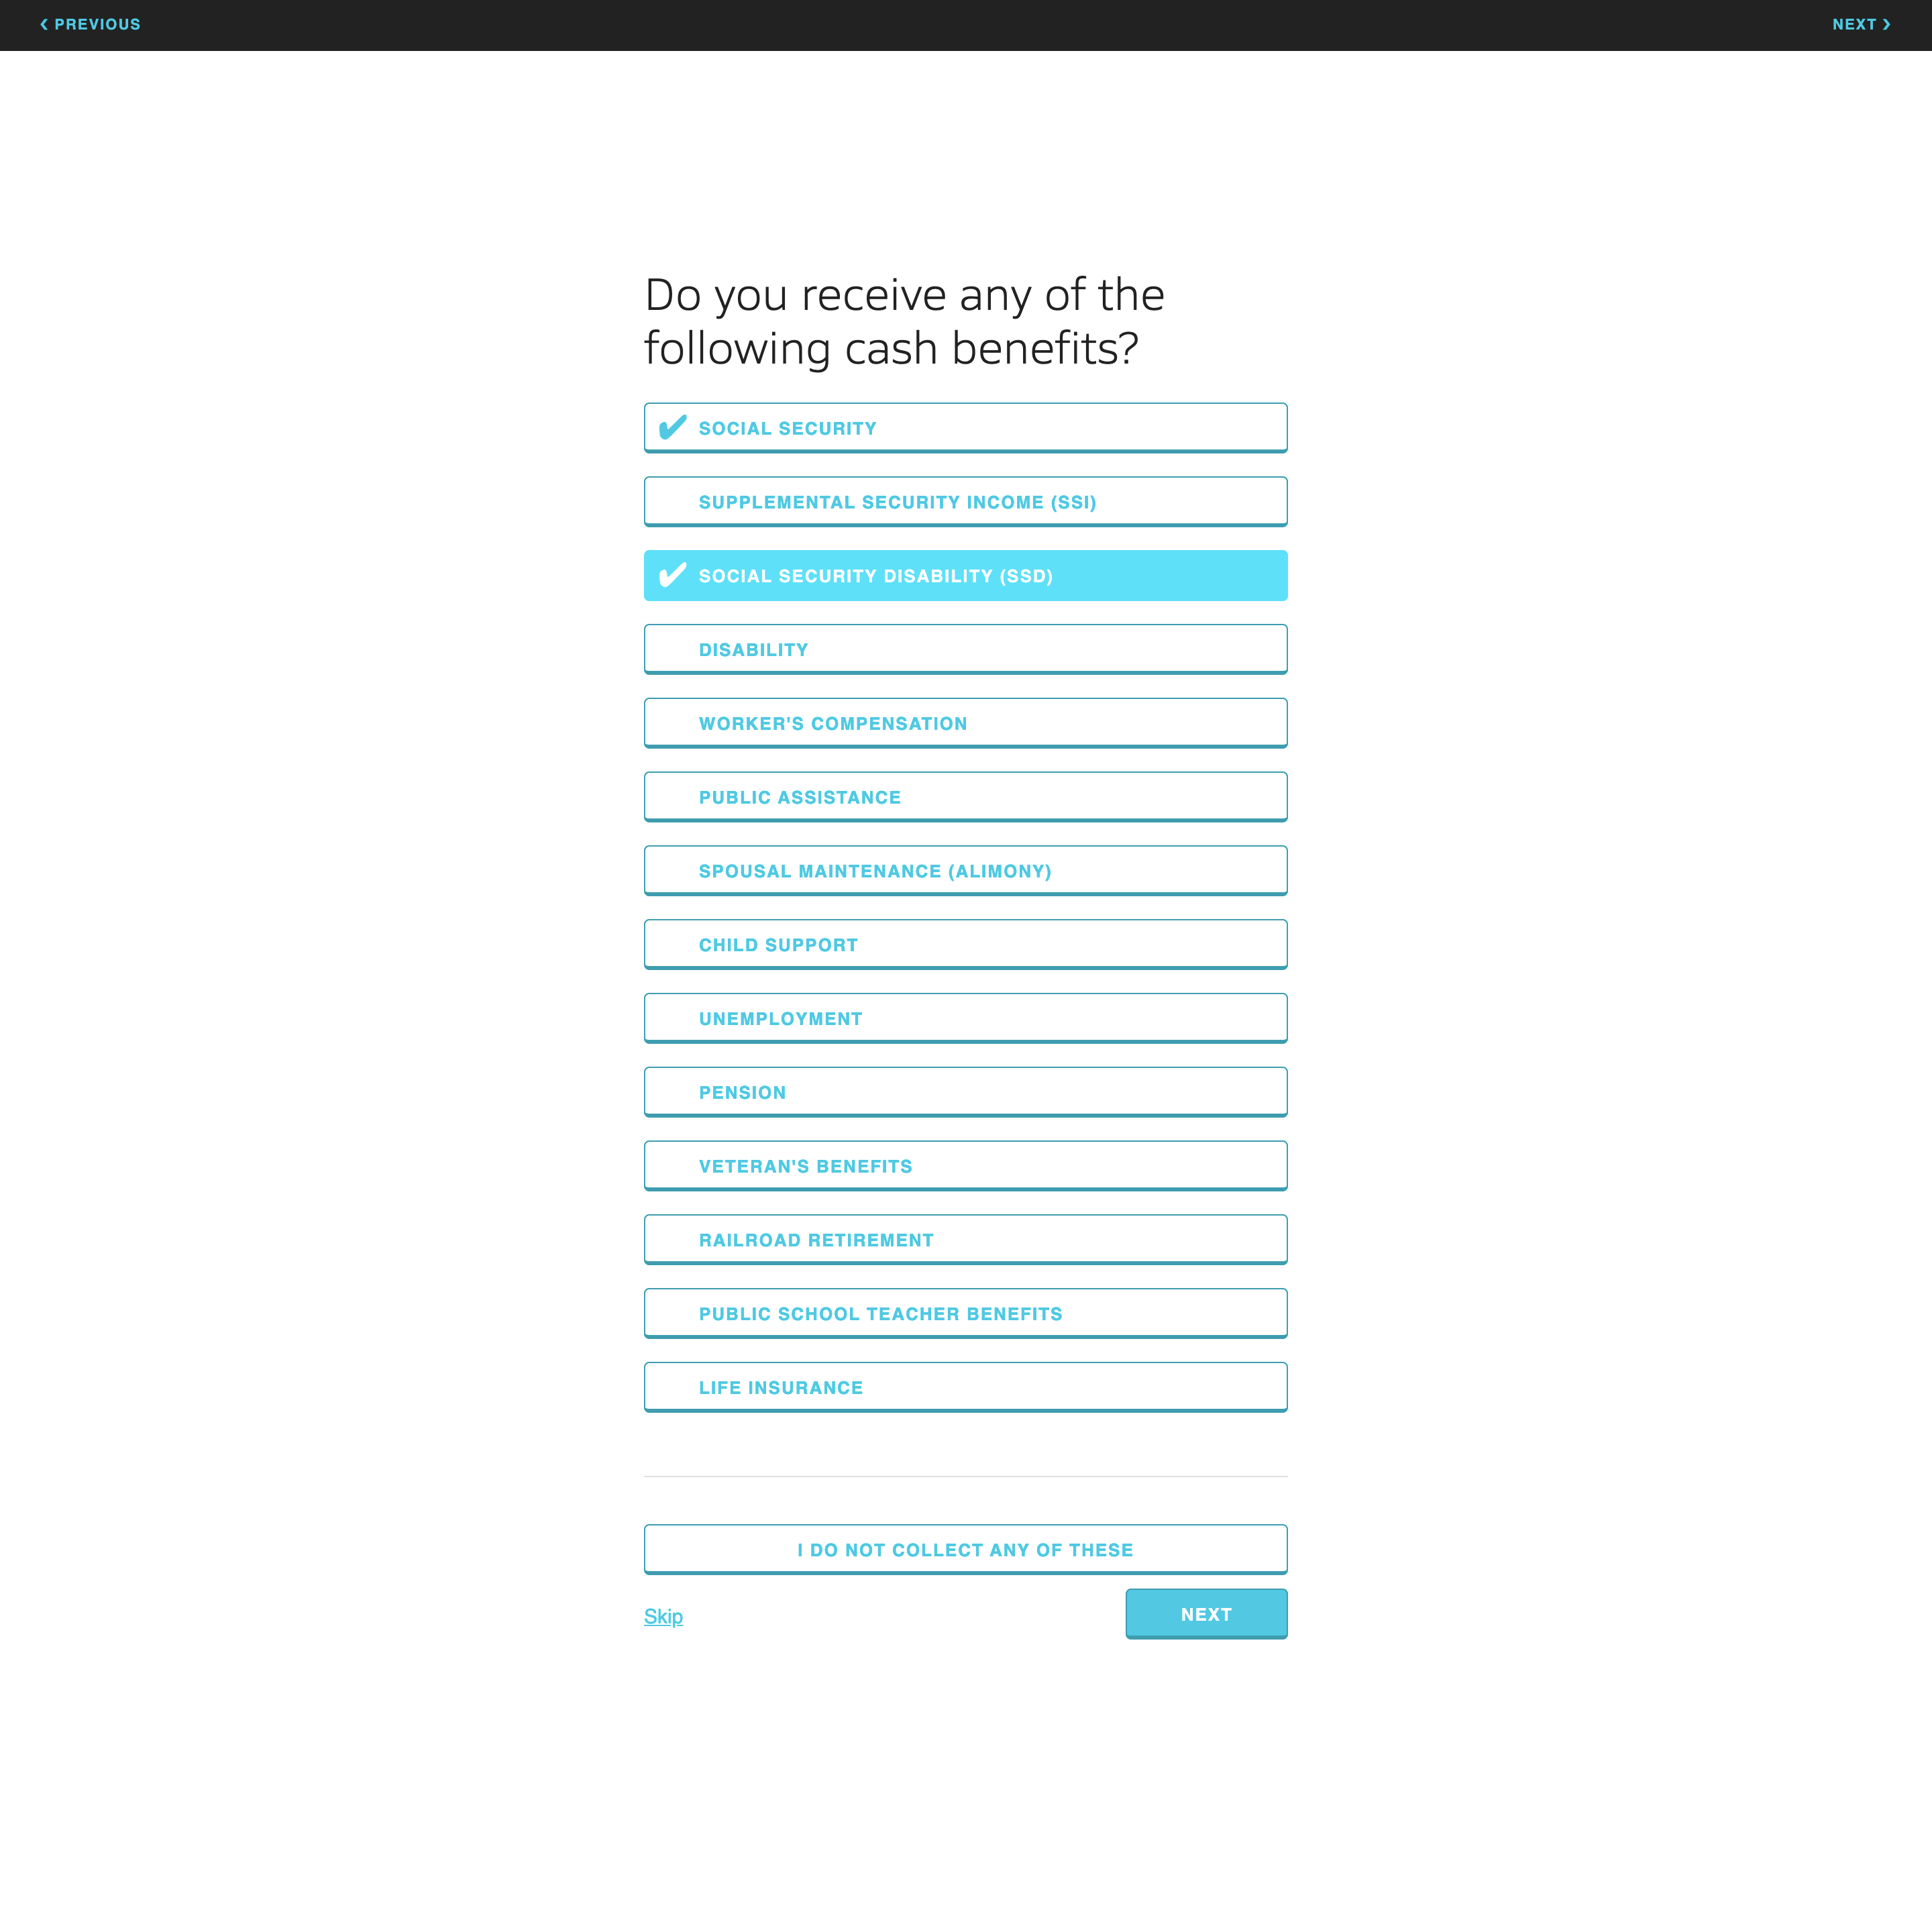 PREVIOUS
NEXT
Do you receive any of the
following cash benefits?
SOCIAL SECURITY
SUPPLEMENTAL SECURITY INCOME (SSI)
SOCIAL SECURITY DISABILITY (SSD)
DISABILITY
WORKER'S COMPENSATION
PUBLIC ASSISTANCE
SPOUSAL MAINTENANCE (ALIMONY)
CHILD SUPPORT
UNEMPLOYMENT
PENSION
VETERAN'S BENEFITS
RAILROAD RETIREMENT
PUBLIC SCHOOL TEACHER BENEFITS
LIFE INSURANCE
I DO NOT COLLECT ANY OF THESE
Skip
NEXT